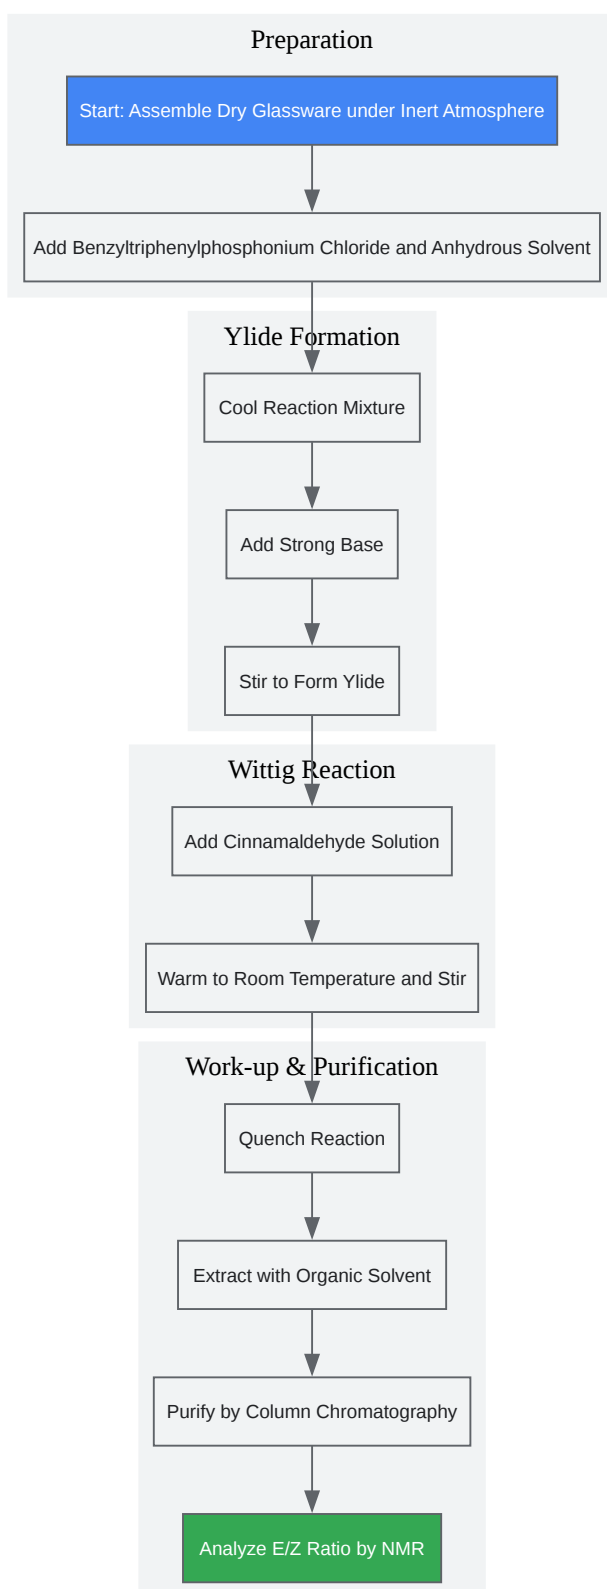 Preparation
Start: Assemble Dry Glassware under Inert Atmosphere
Add Benzyltriphenylphosphonium Chloride and Anhydrous Solvent
Ylide Formation
Cool Reaction Mixture
Add Strong Base
Stir to Form Ylide
Wittig Reaction
Add Cinnamaldehyde Solution
Warm to Room Temperature and Stir
Work-up & Purification
Quench Reaction
Extract with Organic Solvent
Purify by Column Chromatography
Analyze E/Z Ratio by NMR